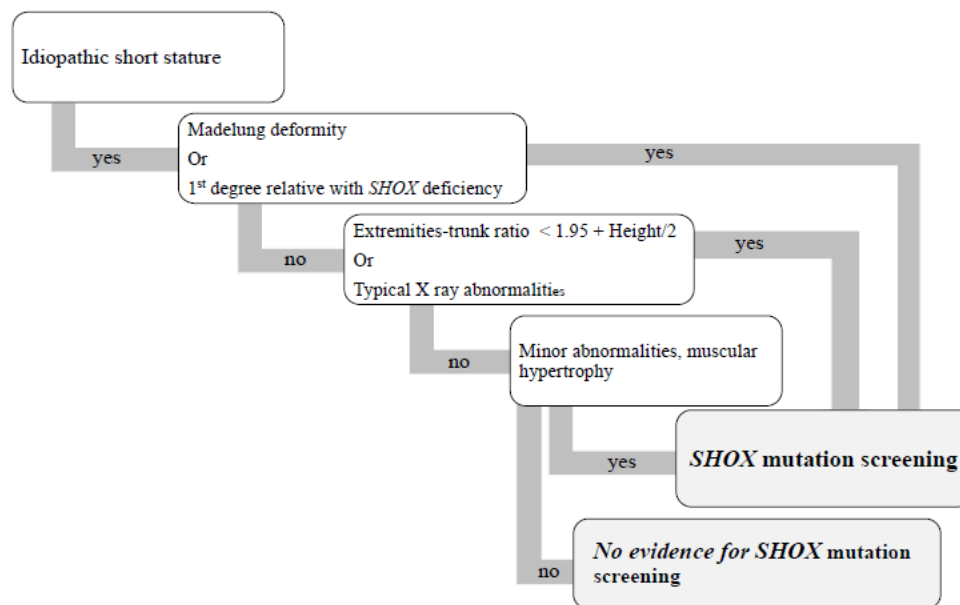 Idiopathic short stature
yes
Madelung deformity
Or
1st degree relative with SHOX deficiency
yes
no
Extremities-trunk ratio < 1.95 + Height/2
Or
Typical X ray abnormalities
yes
no
Minor abnormalities, muscular
hypertrophy
yes
SHOX mutation screening
no
No evidence for SHOX mutation
screening